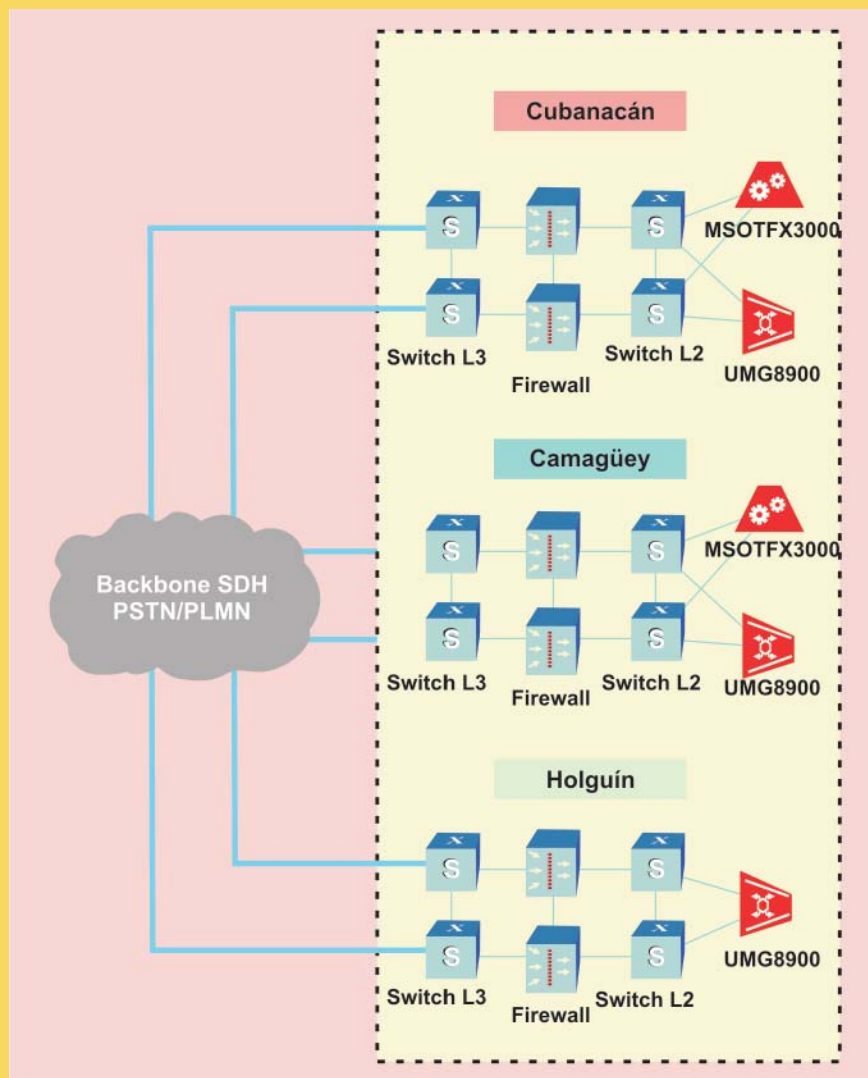 Cubanacán
MSOTFX3000
Switch L3
Switch L2
Firewall
UMG8900
Backbone SDH
PSTN/PLMN
Camagüey
MSOTFX3000
Switch L3
Switch L2
Firewall
UMG8900
Holguín
Switch L3
Switch L2
Firewall
UMG8900
X
S
X
S
X
S
X
S
X
S
X
S
X
S
X
S
X
S
X
S
X
S
X
S